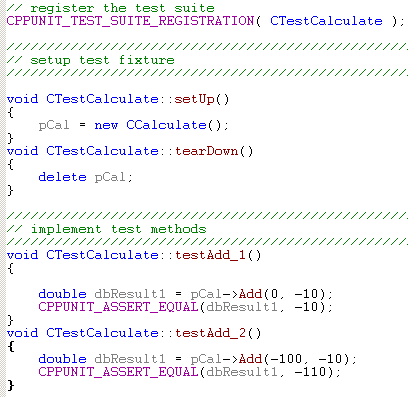 // register the test suite
CPPUNIT_TEST_SUITE_REGISTRATION( CTestCalculate );
//////////////////////////////////////////////////
// setup test fixture
//////////////////////////////////////////////////
void CTestCalculate::setUp()
{
pCal = new CCalculate();
}
void CTestCalculate::tearDown()
{
delete pCal;
}
//////////////////////////////////////////////////
// implement test methods
//////////////////////////////////////////////////
void CTestCalculate::testAdd_1()
{
double dbResult1 = pCal->Add(0, -10);
CPPUNIT_ASSERT_EQUAL(dbResult1, -10);
}
void CTestCalculate::testAdd_2()
{
double dbResult1 = pCal->Add(-100, -10);
CPPUNIT_ASSERT_EQUAL(dbResult1, -110);
}